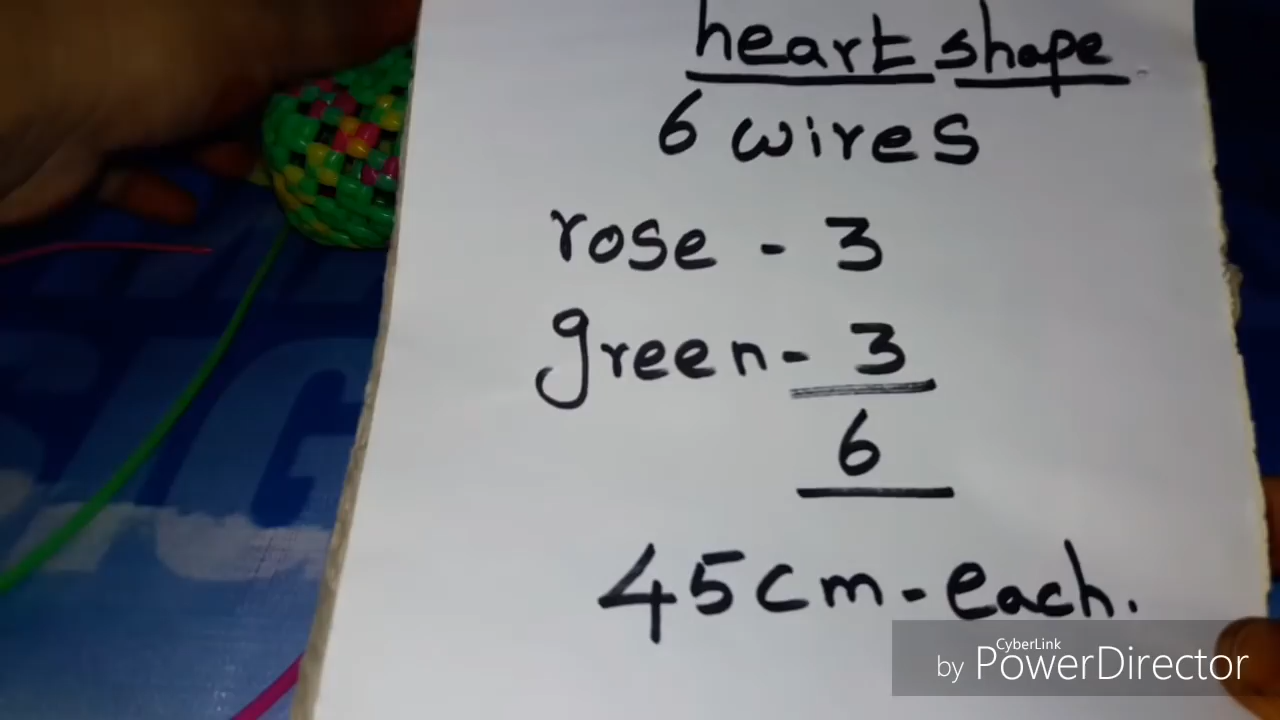 heart shape
6 wires
rose - 3
green - 3
6
45cm - each.
CyberLink
by PowerDirector